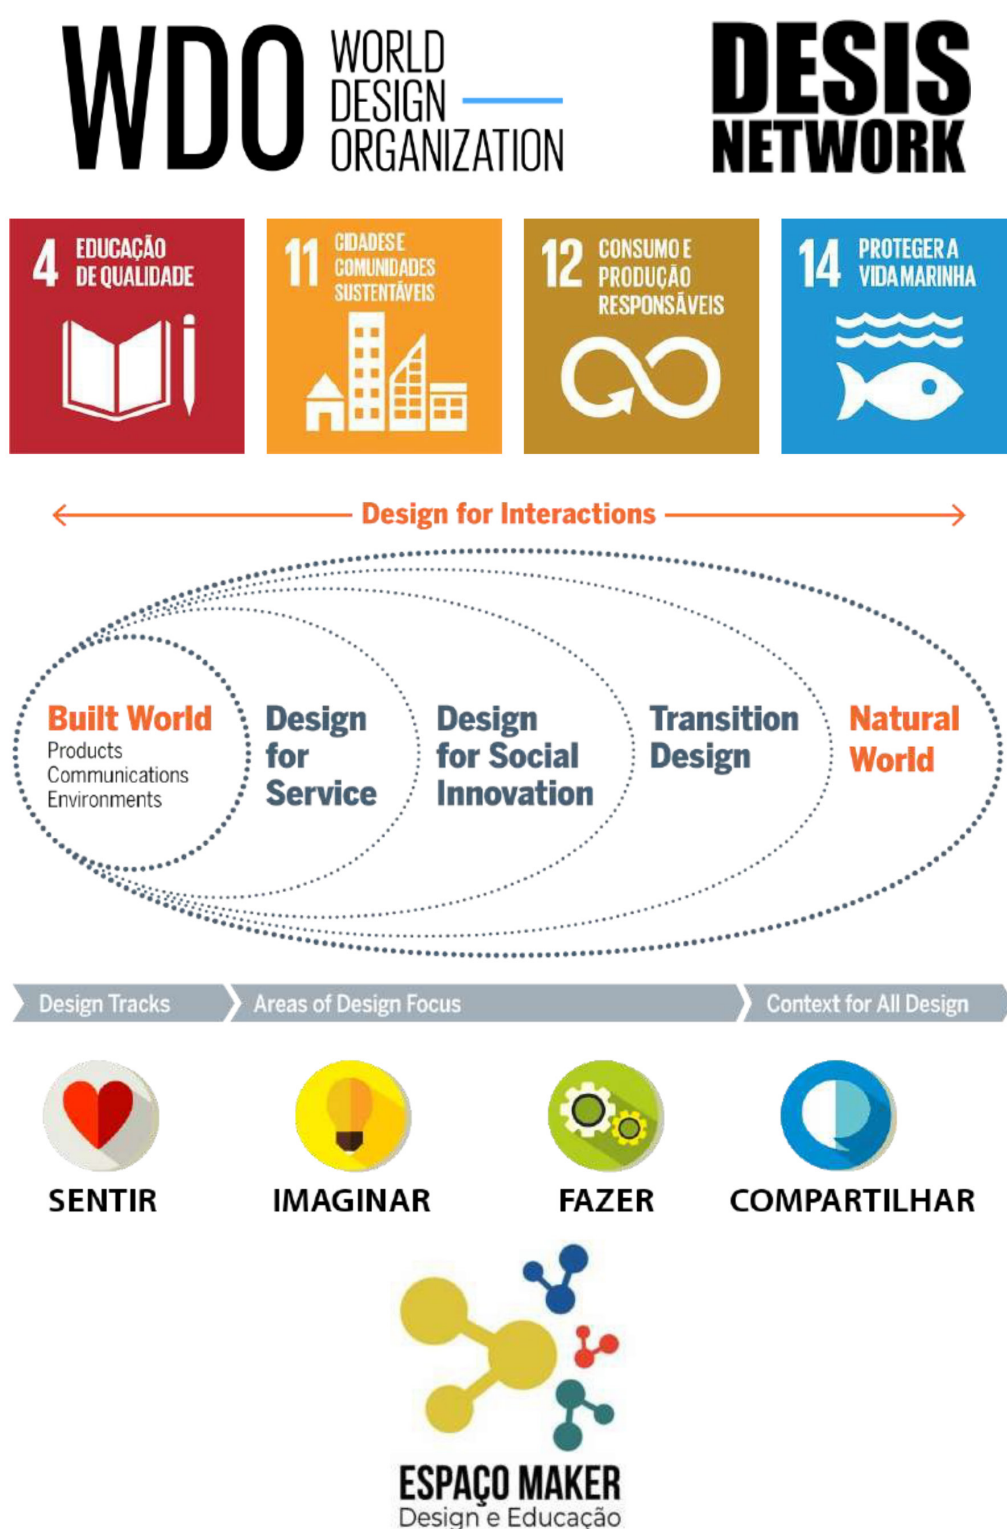 WDO
WORLD
DESIGN
ORGANIZATION
DESIS
NETWORK
4
EDUCAÇÃO
DE QUALIDADE
11
CIDADES E
COMUNIDADES
SUSTENTÁVEIS
12
CONSUMO E
PRODUÇÃO
RESPONSÁVEIS
14
PROTEGER A
VIDA MARINHA
Design for Interactions
Built World
Products
Communications
Environments
Design
for
Service
Design
for Social
Innovation
Transition
Design
Natural
World
Design Tracks
Areas of Design Focus
Context for All Design
SENTIR
IMAGINAR
FAZER
COMPARTILHAR
ESPAÇO MAKER
Design e Educação